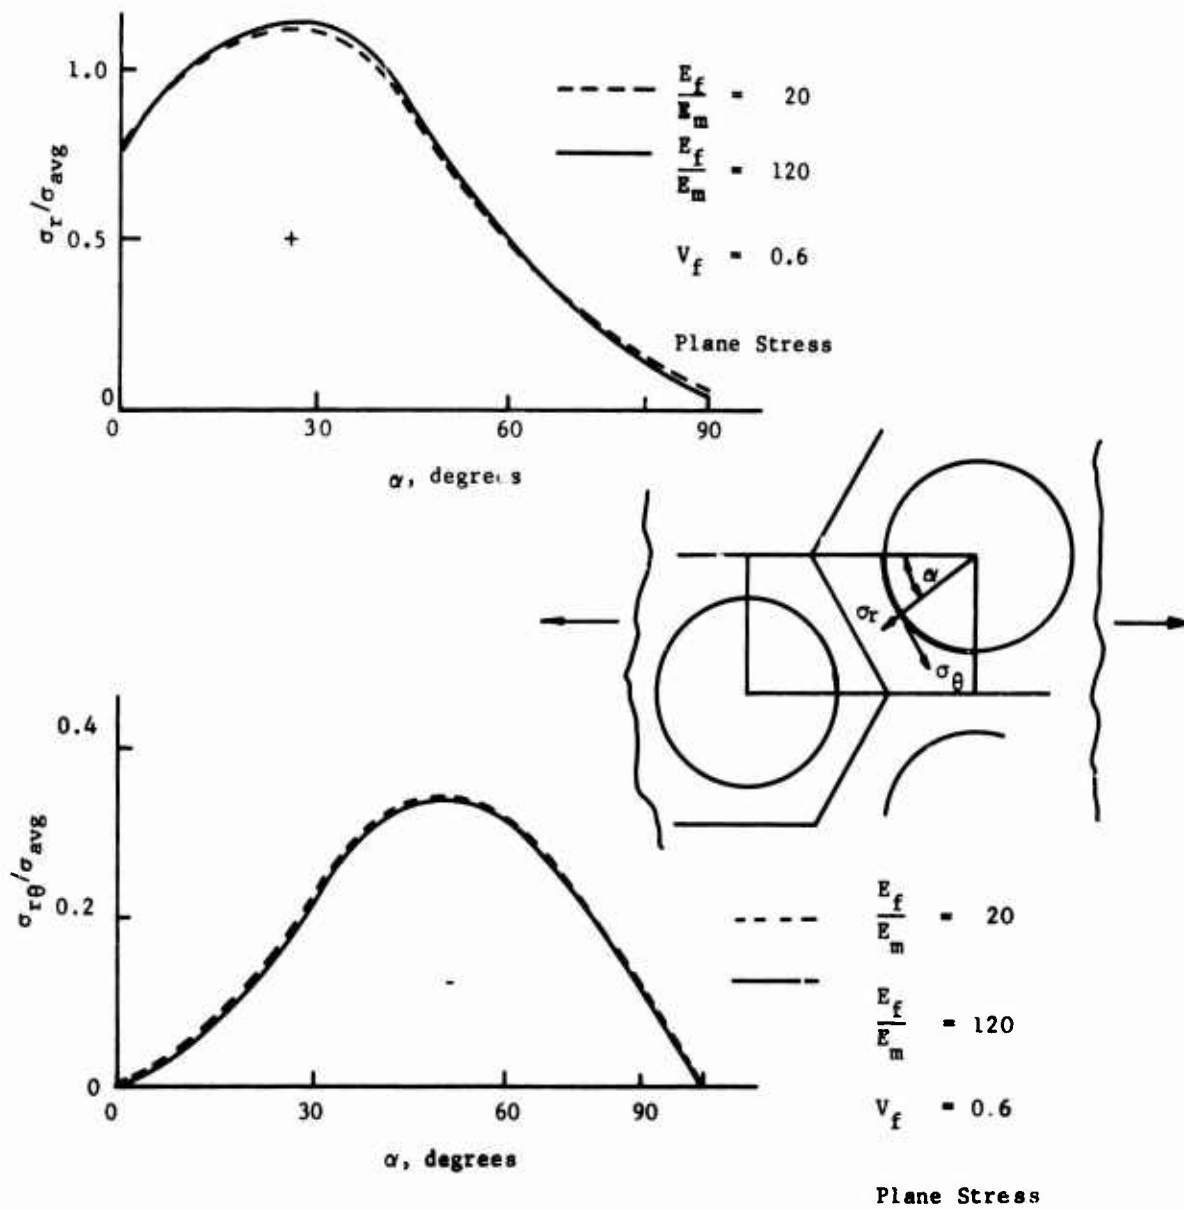 1.0
0.5
0
σr/σavg
+
0 30 60 90
α, degrees
Ef/Em = 20
Ef/Em = 120
Vf = 0.6
Plane Stress
α
σr
σθ
0.4
0.2
0
σrθ/σavg
-
0 30 60 90
α, degrees
Ef/Em = 20
Ef/Em = 120
Vf = 0.6
Plane Stress